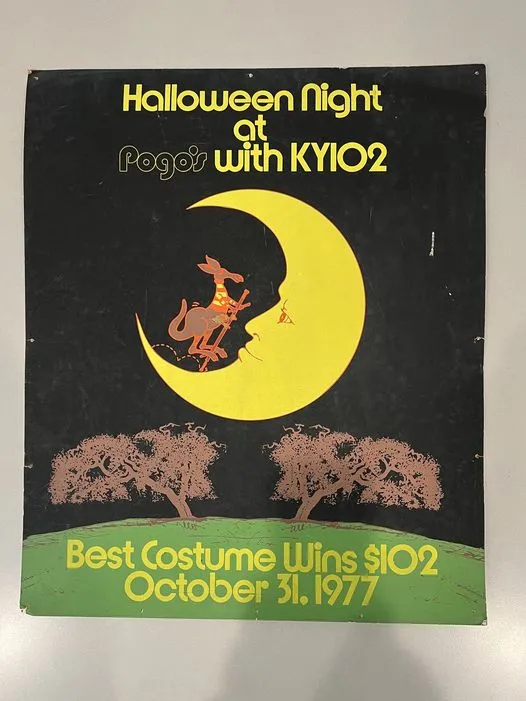 Halloween Night
at
Pogo's with KY102
Best Costume Wins $102
October 31, 1977